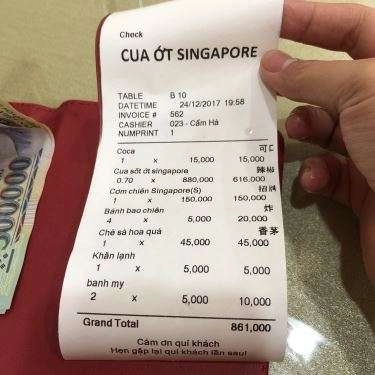 Check
CUA ỚT SINGAPORE
TABLE B 10
DATETIME 24/12/2017 19:58
INVOICE # 562
CASHIER 023 - Cẩm Hà
NUMPRINT 1
Coca 可口
1 x 15,000 15,000
Cua sốt ớt singapore
0.70 x 880,000 616,000
Cơm chiên Singapore(S) 招牌
1 x 150,000 150,000
Bánh bao chiên 炸
4 x 5,000 20,000
Chè sả hoa quả 香茅
1 x 45,000 45,000
Khăn lạnh
1 x 5,000 5,000
banh my
2 x 5,000 10,000
Grand Total 861,000
Cảm ơn quí khách
Hẹn gặp lại quí khách lần sau!